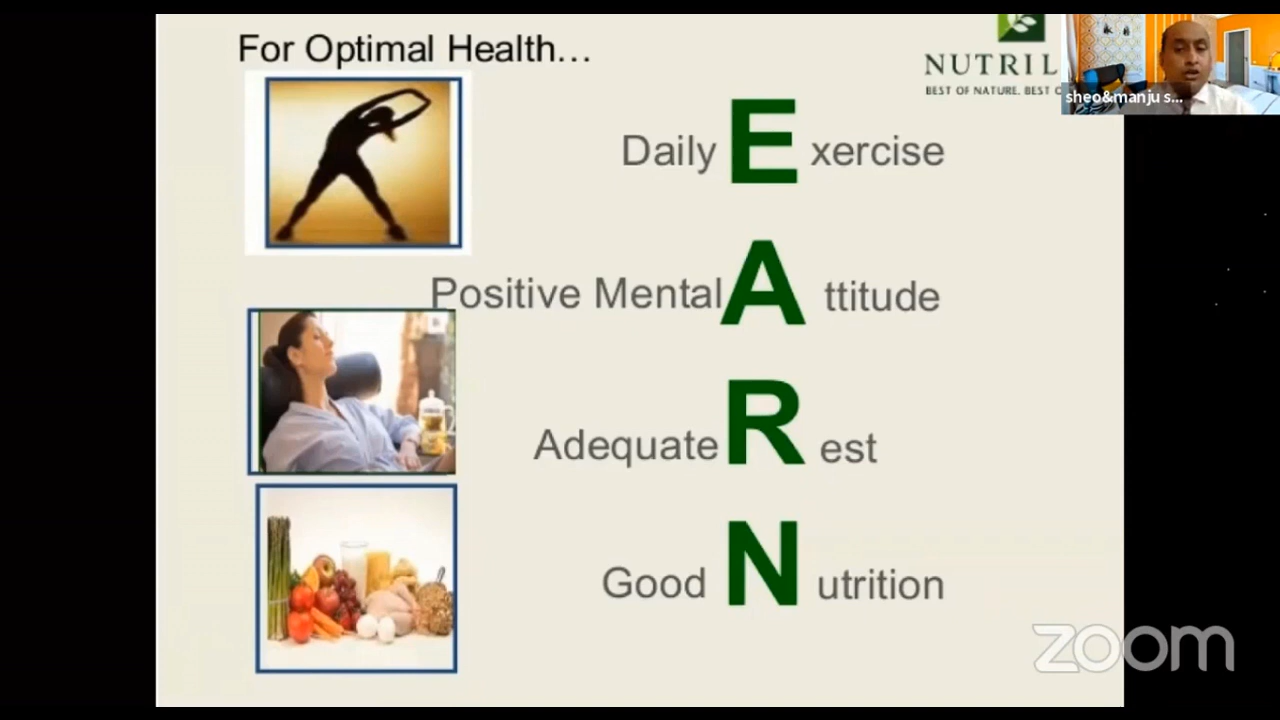 For Optimal Health...
NUTRIL
BEST OF NATURE. BEST O
sheo&manju s...
Daily Exercise
Positive Mental Attitude
Adequate Rest
Good Nutrition
zoom